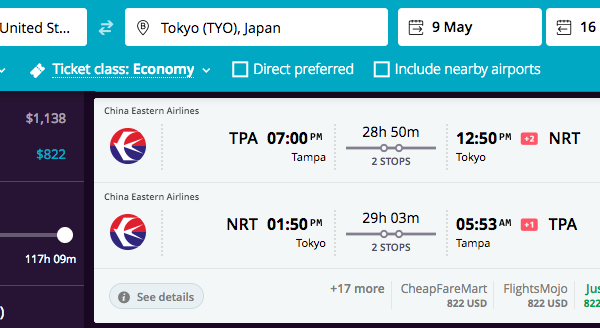 United St...
Tokyo (TYO), Japan
9 May
16
Ticket class: Economy
Direct preferred
Include nearby airports
$1,138
$822
117h 09m
China Eastern Airlines
TPA 07:00 PM
Tampa
28h 50m
2 STOPS
12:50 PM +2 NRT
Tokyo
China Eastern Airlines
NRT 01:50 PM
Tokyo
29h 03m
2 STOPS
05:53 AM +1 TPA
Tampa
See details
+17 more
CheapFareMart
822 USD
FlightsMojo
822 USD